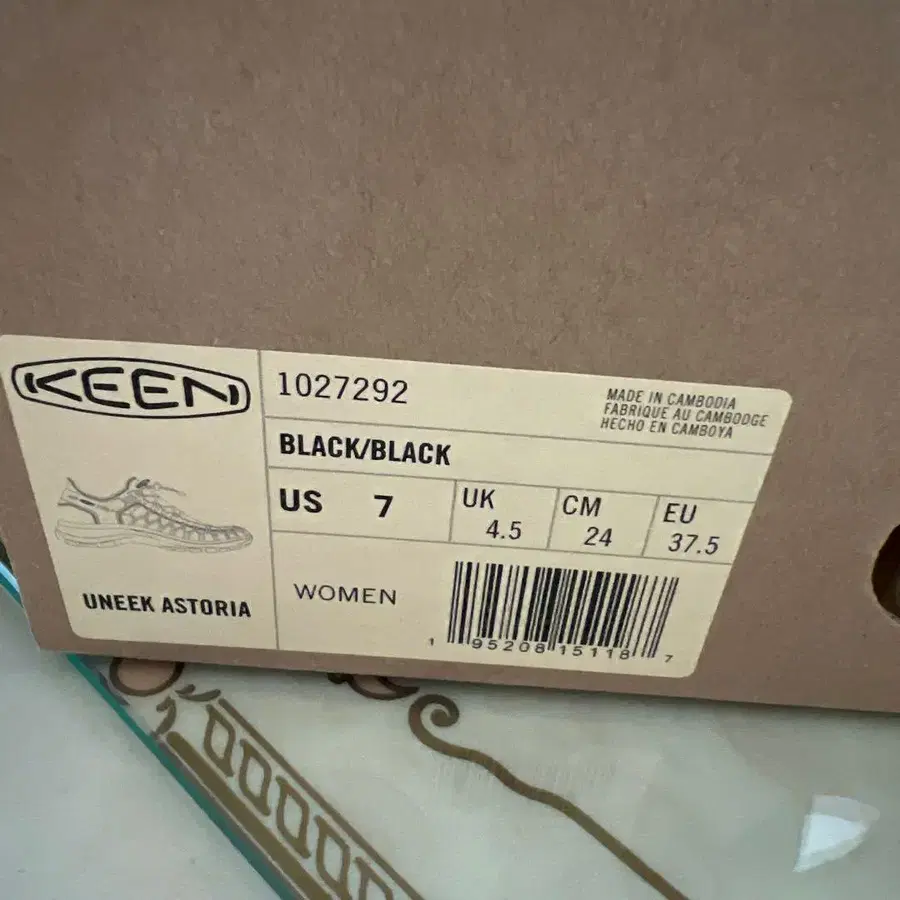 KEEN
1027292
MADE IN CAMBODIA
FABRIQUE AU CAMBODGE
HECHO EN CAMBOYA
BLACK/BLACK
US 7
UK 4.5
CM 24
EU 37.5
UNEEK ASTORIA
WOMEN
1 95208 15118 7